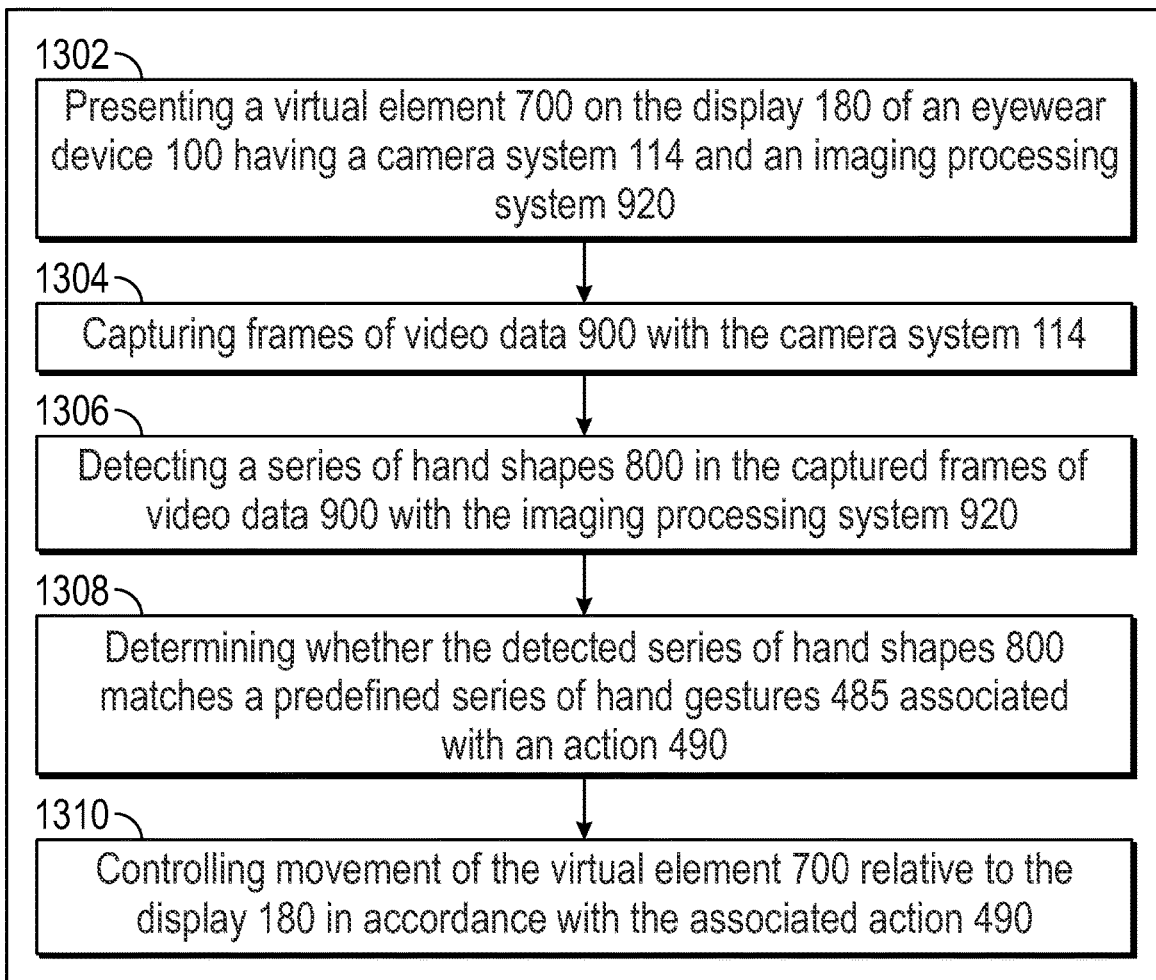 1302
Presenting a virtual element 700 on the display 180 of an eyewear
device 100 having a camera system 114 and an imaging processing
system 920
1304
Capturing frames of video data 900 with the camera system 114
1306
Detecting a series of hand shapes 800 in the captured frames of
video data 900 with the imaging processing system 920
1308
Determining whether the detected series of hand shapes 800
matches a predefined series of hand gestures 485 associated
with an action 490
1310
Controlling movement of the virtual element 700 relative to the
display 180 in accordance with the associated action 490